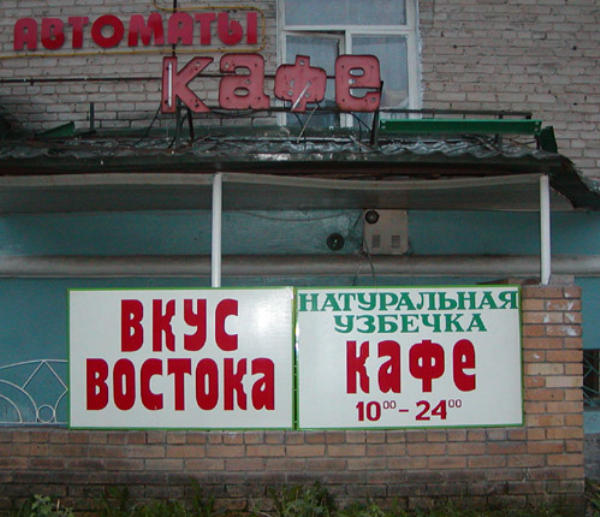 АВТОМАТЫ
кафе
ВКУС
ВОСТОКА
НАТУРАЛЬНАЯ
УЗБЕЧКА
кафе
10⁰⁰ - 24⁰⁰